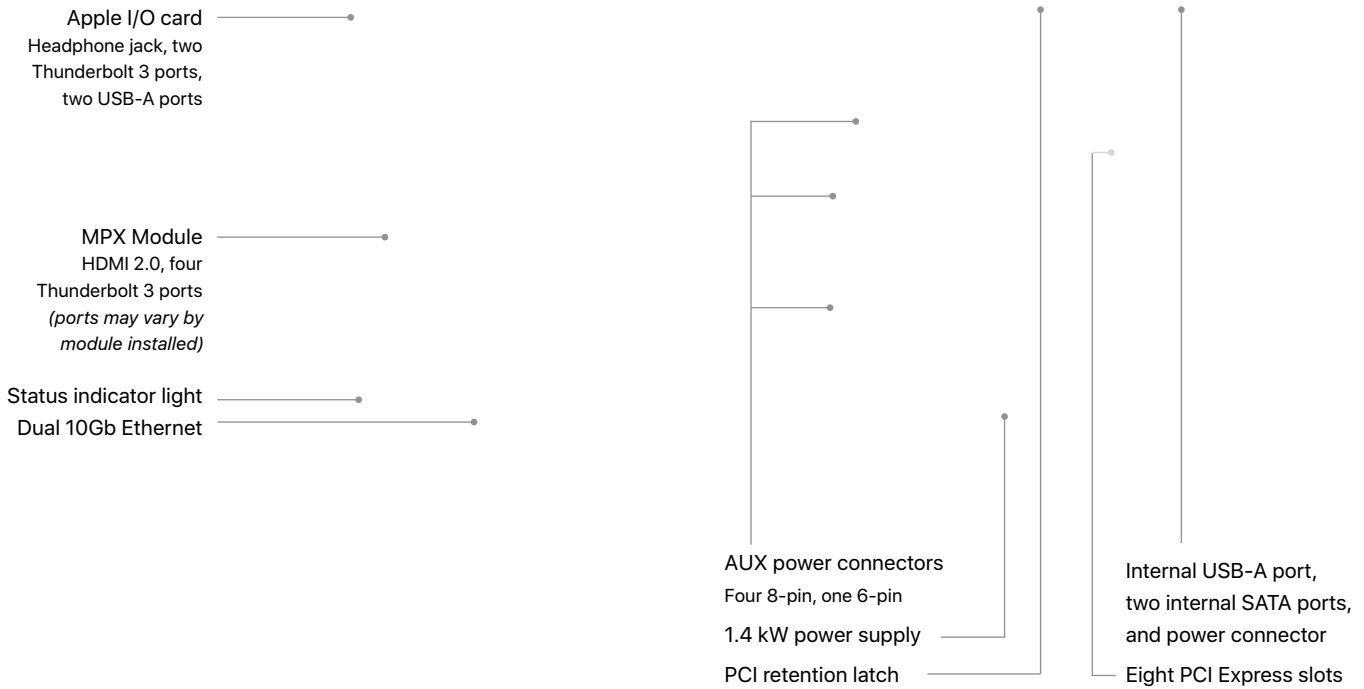 Apple I/O card
Headphone jack, two
Thunderbolt 3 ports,
two USB-A ports
MPX Module
HDMI 2.0, four
Thunderbolt 3 ports
(ports may vary by
module installed)
Status indicator light
Dual 10Gb Ethernet
AUX power connectors
Four 8-pin, one 6-pin
1.4 kW power supply
PCI retention latch
Internal USB-A port,
two internal SATA ports,
and power connector
Eight PCI Express slots